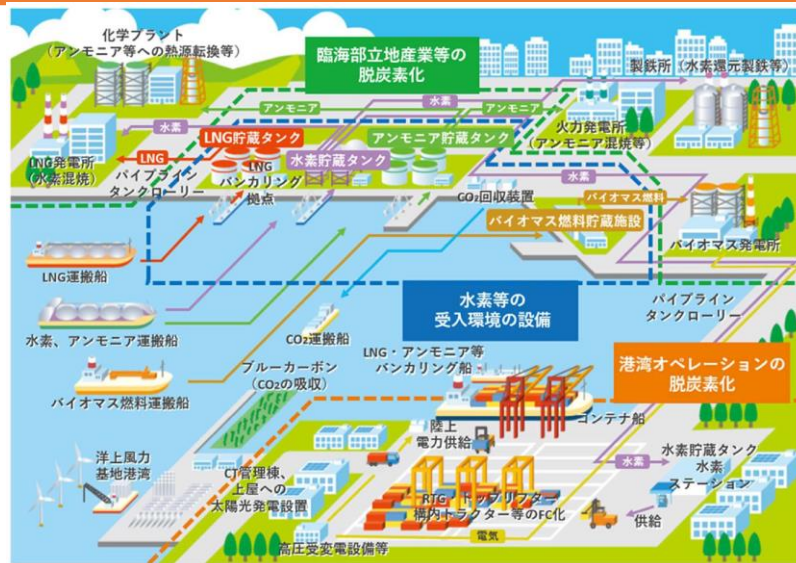 化学プラント
（アンモニア等への熱源転換等）
臨海部立地産業等の
脱炭素化
製鉄所（水素還元製鉄等）
アンモニア
水素
アンモニア
水素
LNG貯蔵タンク
アンモニア貯蔵タンク
火力発電所
（アンモニア混焼等）
LNG
水素貯蔵タンク
LNG発電所
（水素混焼）
パイプライン
タンクローリー
LNG
バンカリング
拠点
CO₂回収装置
水素
バイオマス燃料
バイオマス燃料貯蔵施設
バイオマス発電所
LNG運搬船
水素等の
受入環境の設備
パイプライン
タンクローリー
水素、アンモニア運搬船
CO₂運搬船
LNG・アンモニア等
バンカリング船
港湾オペレーションの
脱炭素化
バイオマス燃料運搬船
ブルーカーボン
（CO₂の吸収）
コンテナ船
陸上
電力供給
洋上風力
基地港湾
CT管理棟、
上屋への
太陽光発電設置
水素
水素貯蔵タンク
水素
ステーション
RTG・トップリフター
構内トラクター等のFC化
供給
高圧受変電設備等
電気